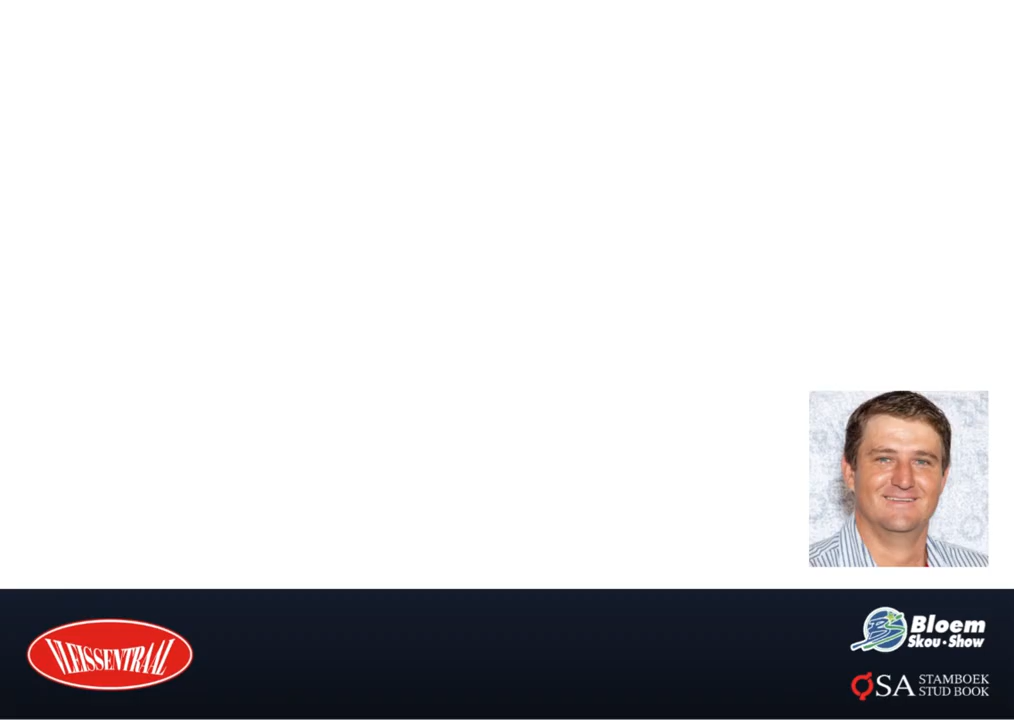 VLEISSENTRAAL
Bloem
Skou·Show
SA STAMBOEK
STUD BOOK